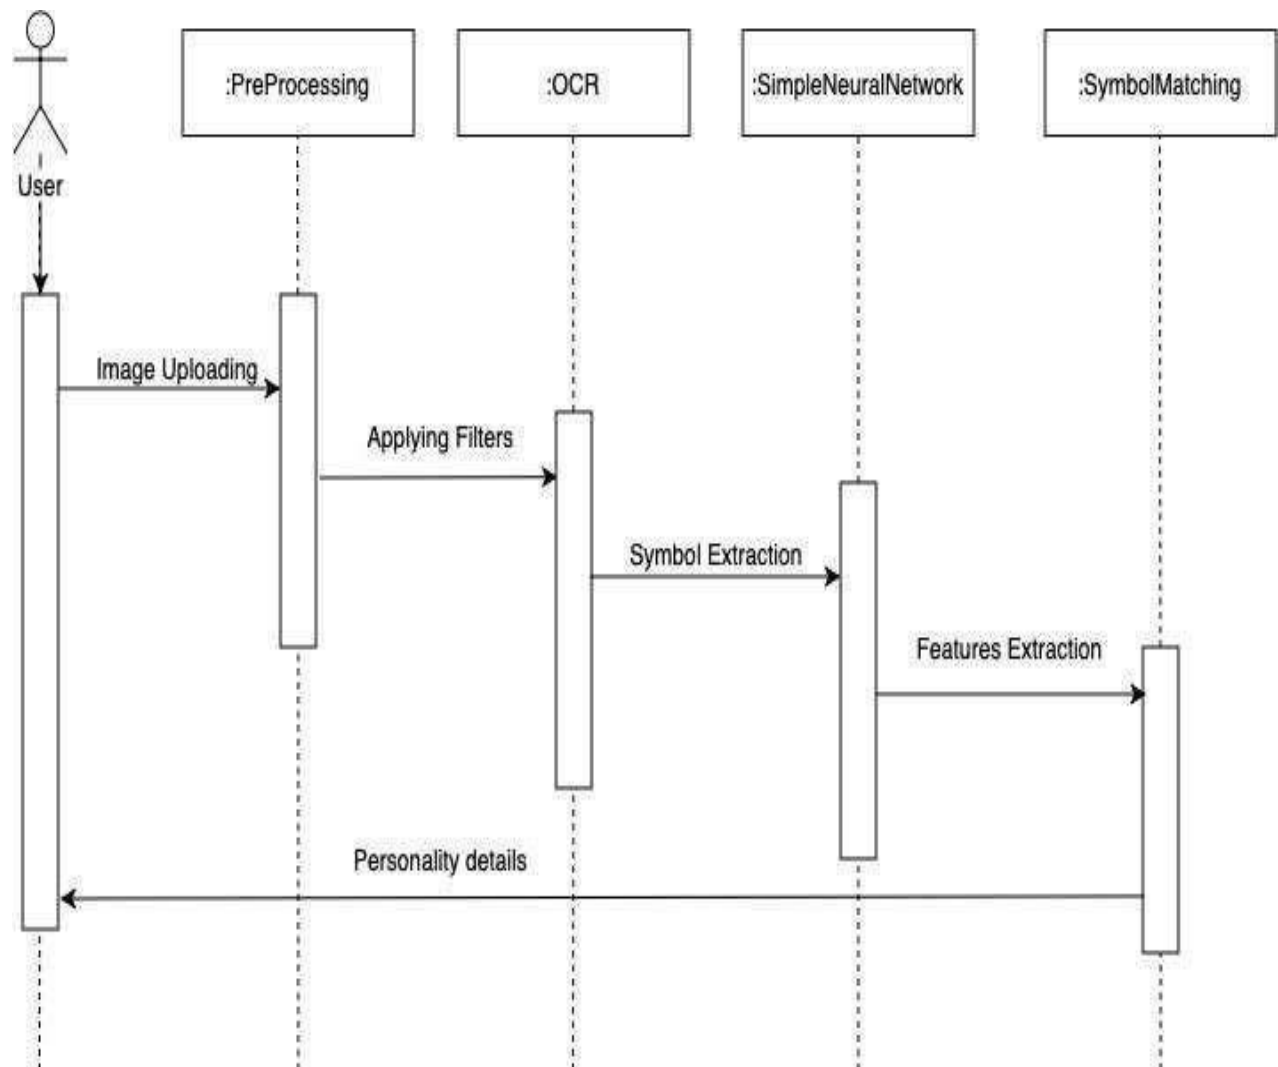 :PreProcessing
:OCR
:SimpleNeuralNetwork
:SymbolMatching
User
Image Uploading
Applying Filters
Symbol Extraction
Features Extraction
Personality details